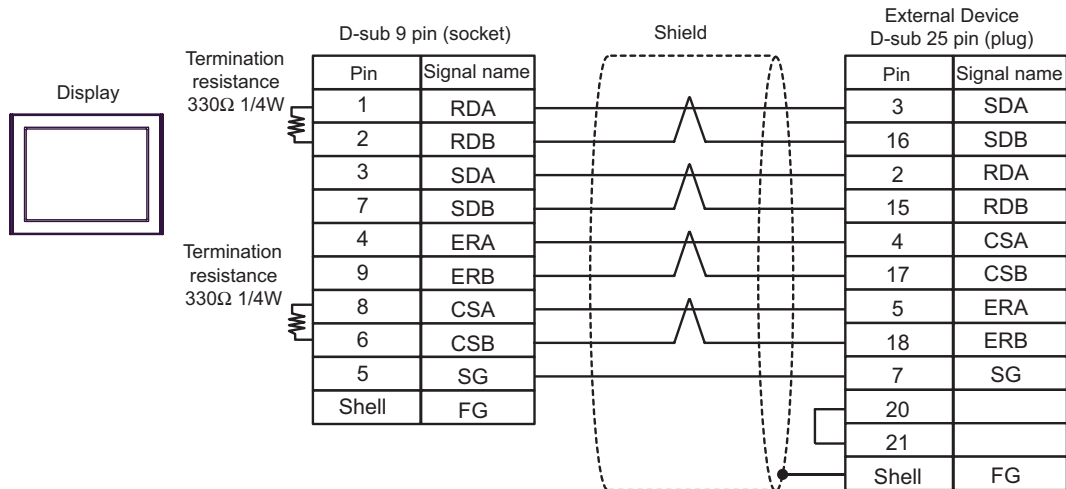 Display
Termination
resistance
330Ω 1/4W
Termination
resistance
330Ω 1/4W
D-sub 9 pin (socket)
Pin Signal name
1 RDA
2 RDB
3 SDA
7 SDB
4 ERA
9 ERB
8 CSA
6 CSB
5 SG
Shell FG
Shield
External Device
D-sub 25 pin (plug)
Pin Signal name
3 SDA
16 SDB
2 RDA
15 RDB
4 CSA
17 CSB
5 ERA
18 ERB
7 SG
20
21
Shell FG